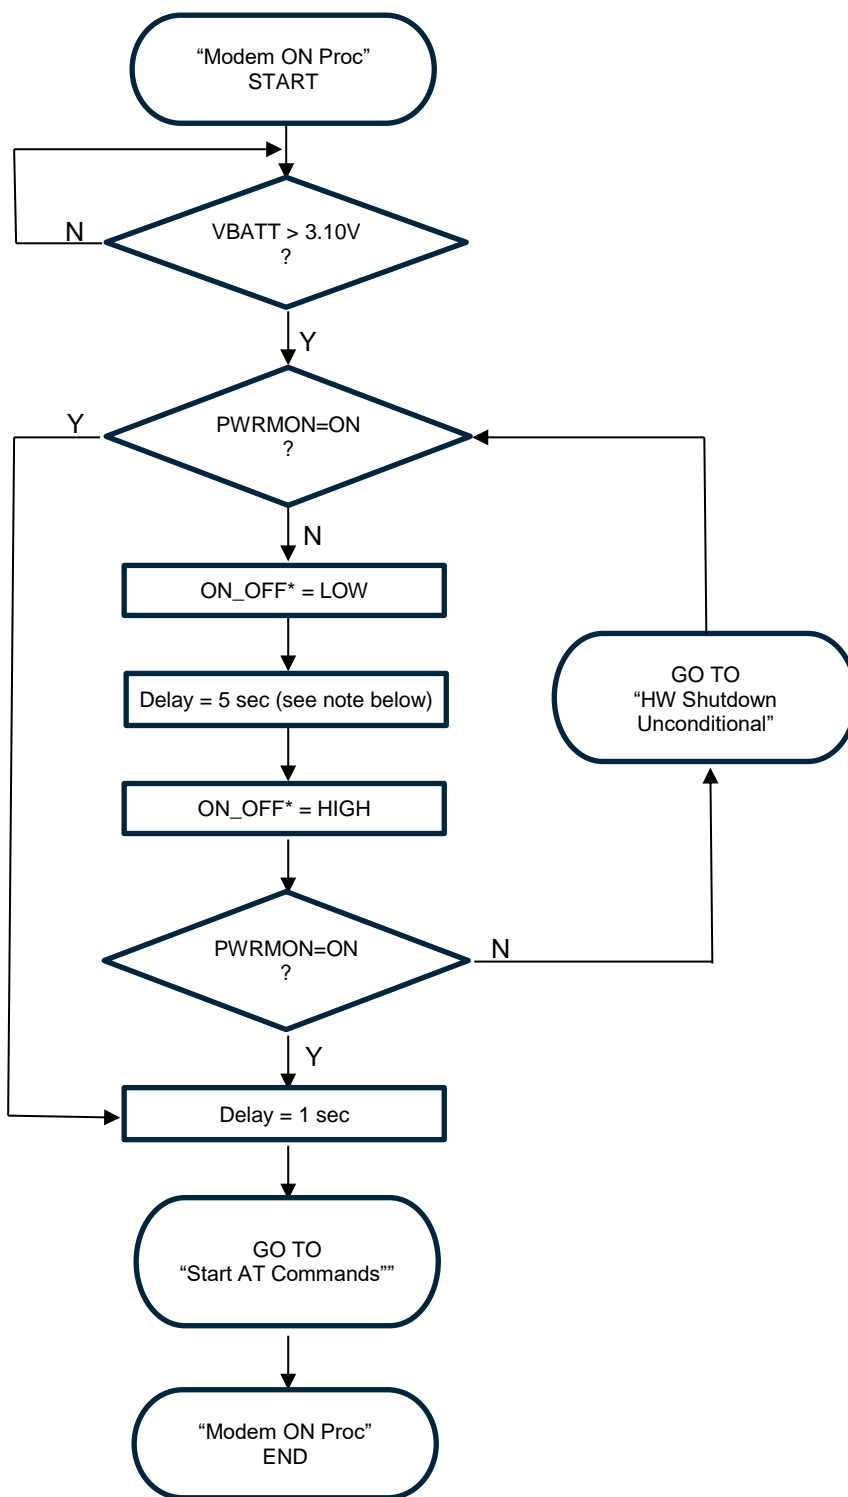 “Modem ON Proc”
START
VBATT > 3.10V
?
N
Y
PWRMON=ON
?
Y
N
ON_OFF* = LOW
Delay = 5 sec (see note below)
GO TO
“HW Shutdown
Unconditional”
ON_OFF* = HIGH
PWRMON=ON
?
N
Y
Delay = 1 sec
GO TO
“Start AT Commands””
“Modem ON Proc”
END